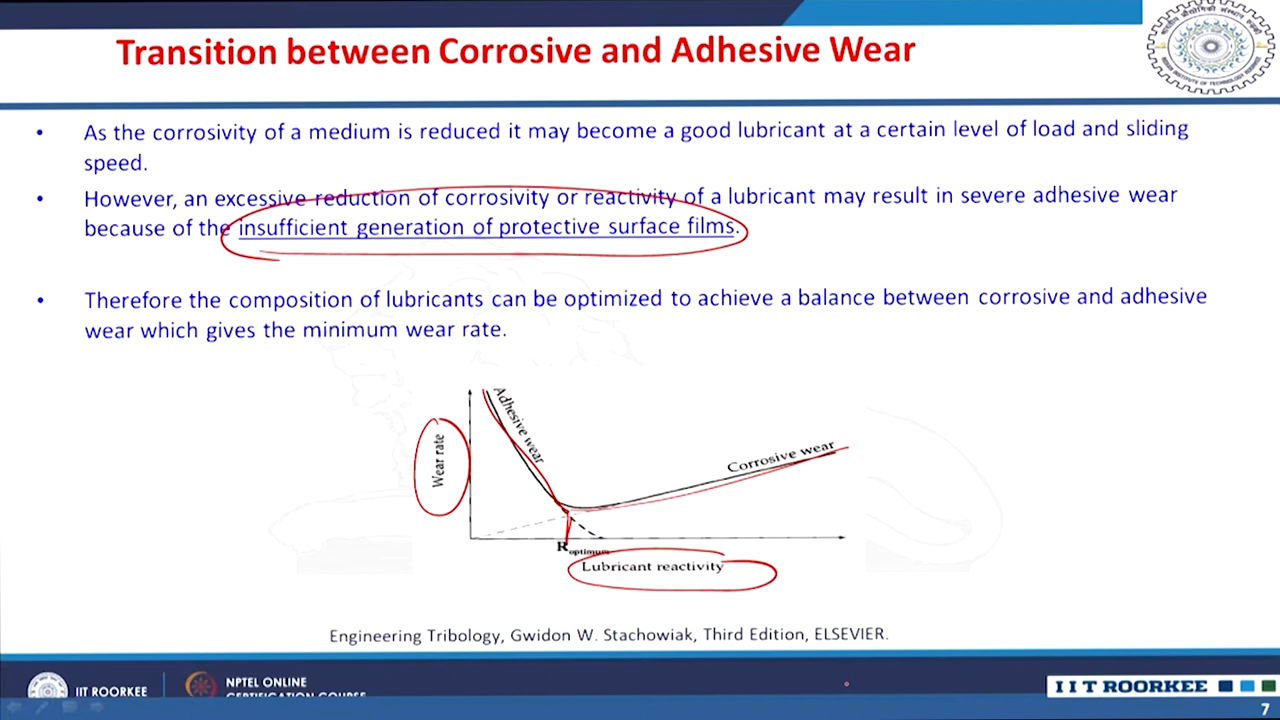 Transition between Corrosive and Adhesive Wear
• As the corrosivity of a medium is reduced it may become a good lubricant at a certain level of load and sliding
speed.
• However, an excessive reduction of corrosivity or reactivity of a lubricant may result in severe adhesive wear
because of the insufficient generation of protective surface films.
• Therefore the composition of lubricants can be optimized to achieve a balance between corrosive and adhesive
wear which gives the minimum wear rate.
Adhesive wear
Wear rate
Corrosive wear
Roptimum
Lubricant reactivity
Engineering Tribology, Gwidon W. Stachowiak, Third Edition, ELSEVIER.
IIT ROORKEE
NPTEL ONLINE
CERTIFICATION COURSE
IIT ROORKEE
7